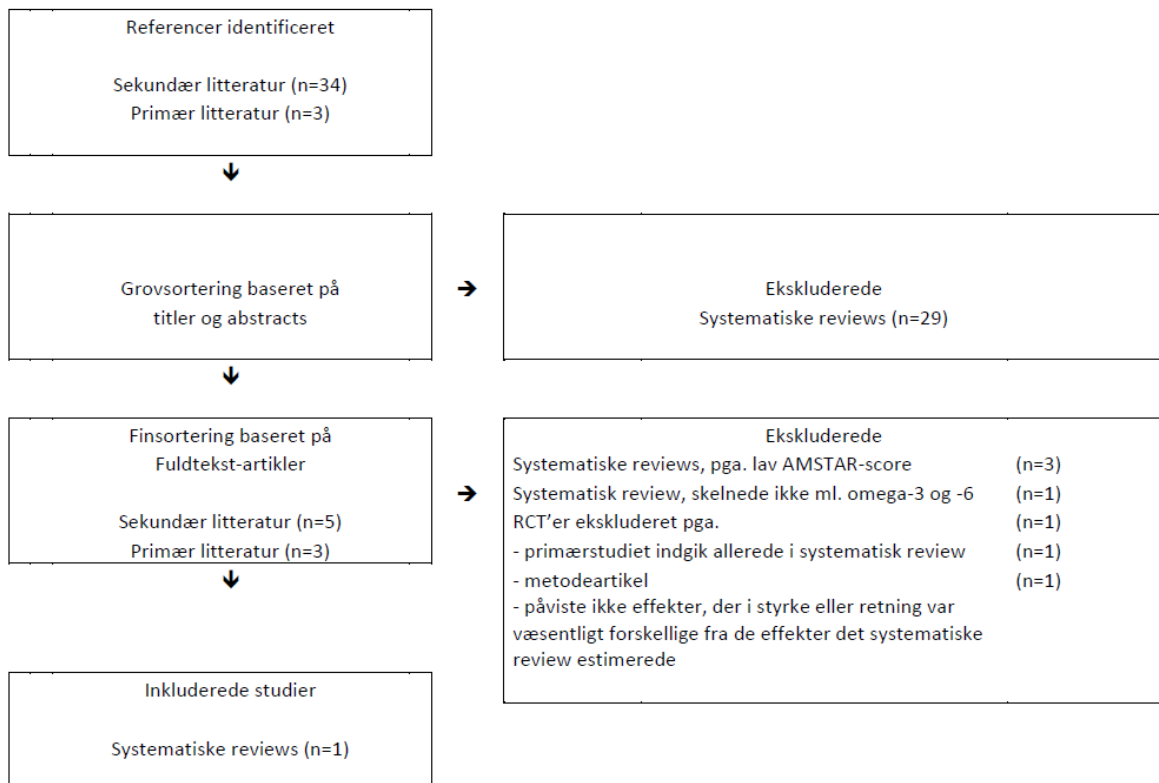 Referencer identificeret
Sekundær litteratur (n=34)
Primær litteratur (n=3)
Grovsortering baseret på
titler og abstracts
Ekskluderede
Systematiske reviews (n=29)
Finsortering baseret på
Fuldtekst-artikler
Sekundær litteratur (n=5)
Primær litteratur (n=3)
Ekskluderede
Systematiske reviews, pga. lav AMSTAR-score (n=3)
Systematisk review, skelnede ikke ml. omega-3 og -6 (n=1)
RCT’er ekskluderet pga. (n=1)
- primærstudiet indgik allerede i systematisk review (n=1)
- metodeartikel (n=1)
- påviste ikke effekter, der i styrke eller retning var
væsentligt forskellige fra de effekter det systematiske
review estimerede
Inkluderede studier
Systematiske reviews (n=1)